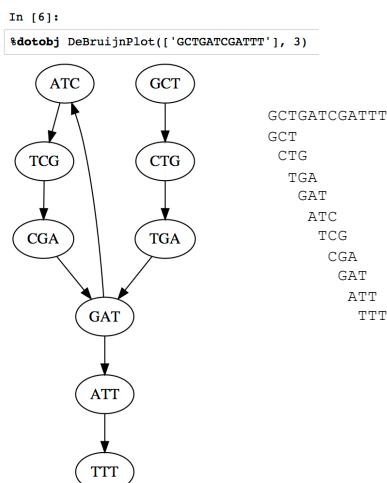 In [6]:
%dotobj DeBruijnPlot(['GCTGATCGATTT'], 3)
ATC GCT
TCG CTG
CGA TGA
GAT
ATT
TTT
GCTGATCGATTT
GCT
CTG
TGA
GAT
ATC
TCG
CGA
GAT
ATT
TTT